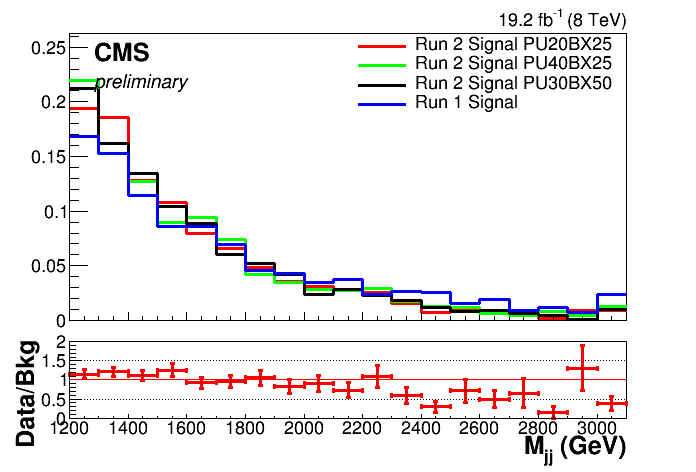 19.2 fb⁻¹ (8 TeV)
CMS
preliminary
Run 2 Signal PU20BX25
Run 2 Signal PU40BX25
Run 2 Signal PU30BX50
Run 1 Signal
0.25
0.2
0.15
0.1
0.05
0
Data/Bkg
2
1.5
1
0.5
0
1200 1400 1600 1800 2000 2200 2400 2600 2800 3000
Mjj (GeV)